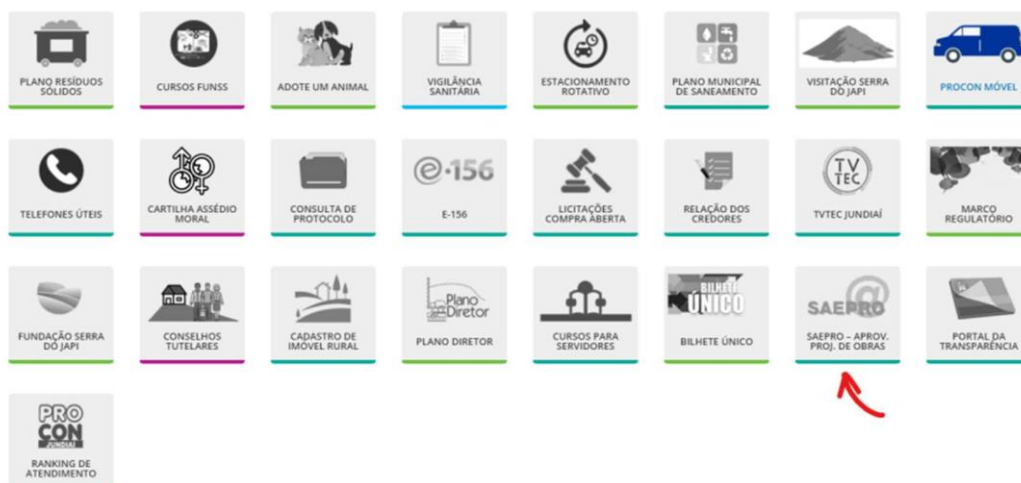 PLANO RESÍDUOS
SÓLIDOS
CURSOS FUNSS
ADOTE UM ANIMAL
VIGILÂNCIA
SANITÁRIA
ESTACIONAMENTO
ROTATIVO
PLANO MUNICIPAL
DE SANEAMENTO
VISITAÇÃO SERRA
DO JAPI
PROCON MÓVEL
TELEFONES ÚTEIS
CARTILHA ASSÉDIO
MORAL
CONSULTA DE
PROTOCOLO
e·156
E-156
LICITAÇÕES
COMPRA ABERTA
RELAÇÃO DOS
CREDORES
TV
TEC
TVTEC JUNDIAÍ
MARCO
REGULATÓRIO
FUNDAÇÃO SERRA
DO JAPI
CONSELHOS
TUTELARES
CADASTRO DE
IMÓVEL RURAL
Plano
Diretor
PLANO DIRETOR
CURSOS PARA
SERVIDORES
BILHETE
ÚNICO
BILHETE ÚNICO
@
SAEPRO
SAEPRO – APROV.
PROJ. DE OBRAS
PORTAL DA
TRANSPARÊNCIA
PRO
CON
JUNDIAÍ
RANKING DE
ATENDIMENTO